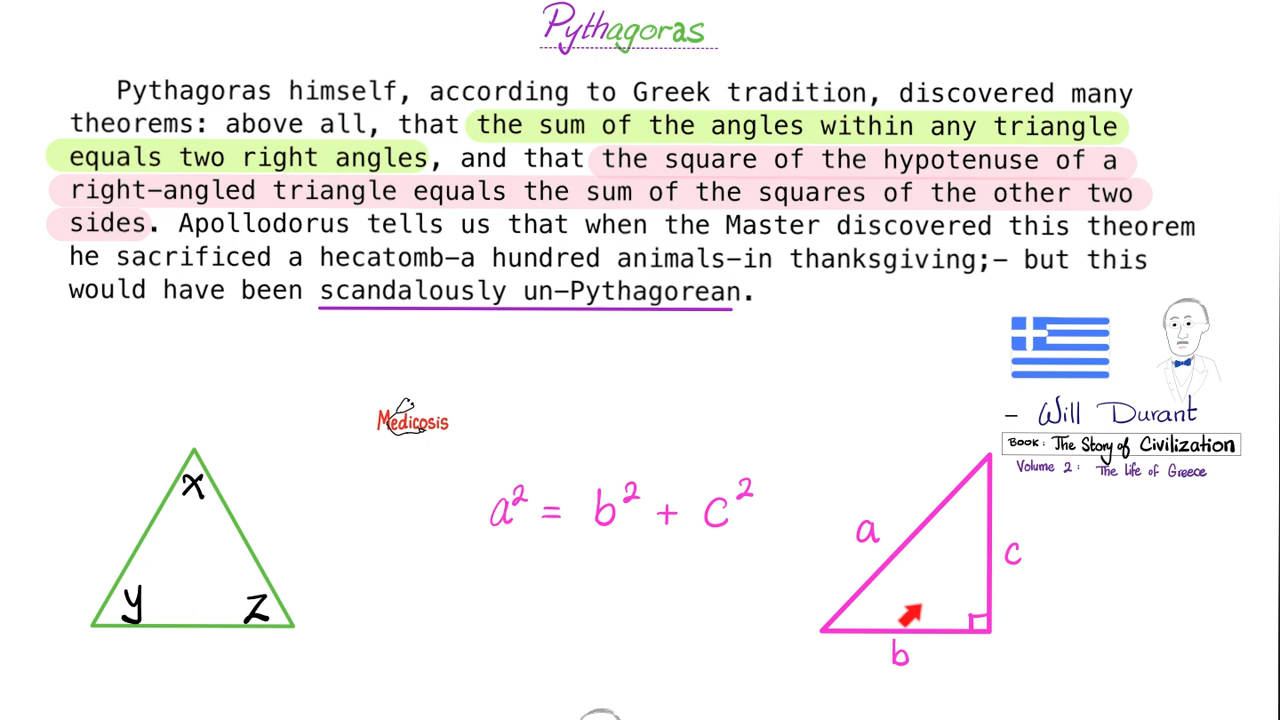 Pythagoras
Pythagoras himself, according to Greek tradition, discovered many
theorems: above all, that the sum of the angles within any triangle
equals two right angles, and that the square of the hypotenuse of a
right-angled triangle equals the sum of the squares of the other two
sides. Apollodorus tells us that when the Master discovered this theorem
he sacrificed a hecatomb-a hundred animals-in thanksgiving;- but this
would have been scandalously un-Pythagorean.
- Will Durant
BOOK: The Story of Civilization
Volume 2: The Life of Greece
Medicosis
x
y
z
a² = b² + c²
a
c
b